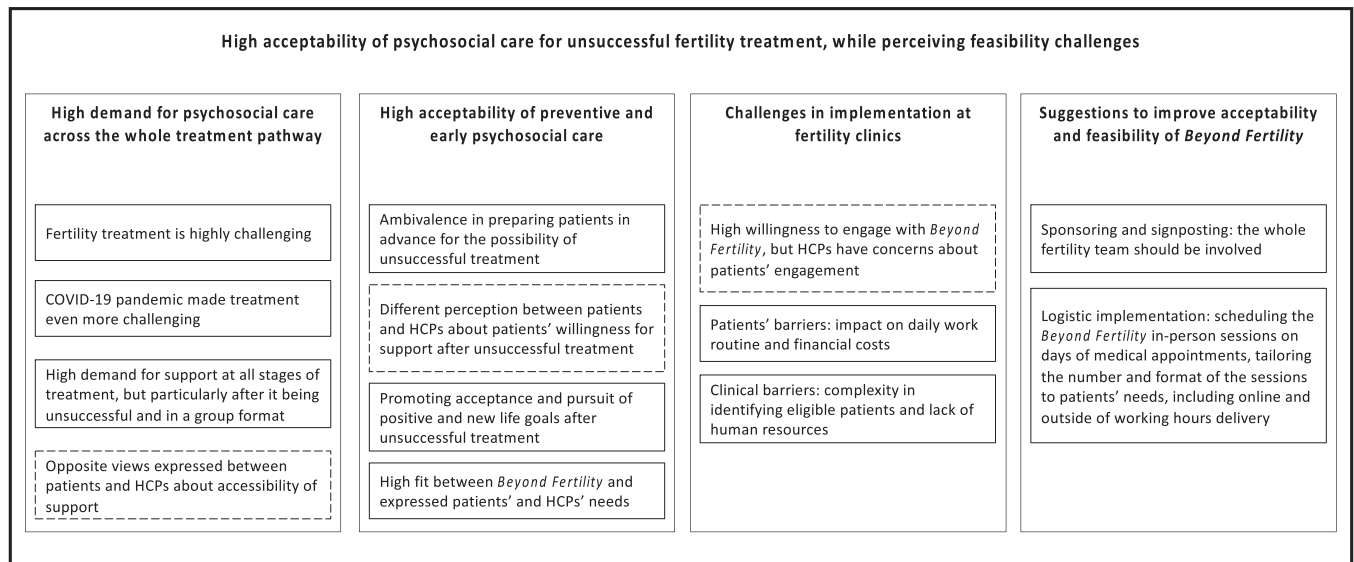 High acceptability of psychosocial care for unsuccessful fertility treatment, while perceiving feasibility challenges
High demand for psychosocial care
across the whole treatment pathway
Fertility treatment is highly challenging
COVID-19 pandemic made treatment
even more challenging
High demand for support at all stages of
treatment, but particularly after it being
unsuccessful and in a group format
Opposite views expressed between
patients and HCPs about accessibility of
support
High acceptability of preventive and
early psychosocial care
Ambivalence in preparing patients in
advance for the possibility of
unsuccessful treatment
Different perception between patients
and HCPs about patients’ willingness for
support after unsuccessful treatment
Promoting acceptance and pursuit of
positive and new life goals after
unsuccessful treatment
High fit between Beyond Fertility and
expressed patients’ and HCPs’ needs
Challenges in implementation at
fertility clinics
High willingness to engage with Beyond
Fertility, but HCPs have concerns about
patients’ engagement
Patients’ barriers: impact on daily work
routine and financial costs
Clinical barriers: complexity in
identifying eligible patients and lack of
human resources
Suggestions to improve acceptability
and feasibility of Beyond Fertility
Sponsoring and signposting: the whole
fertility team should be involved
Logistic implementation: scheduling the
Beyond Fertility in-person sessions on
days of medical appointments, tailoring
the number and format of the sessions
to patients’ needs, including online and
outside of working hours delivery